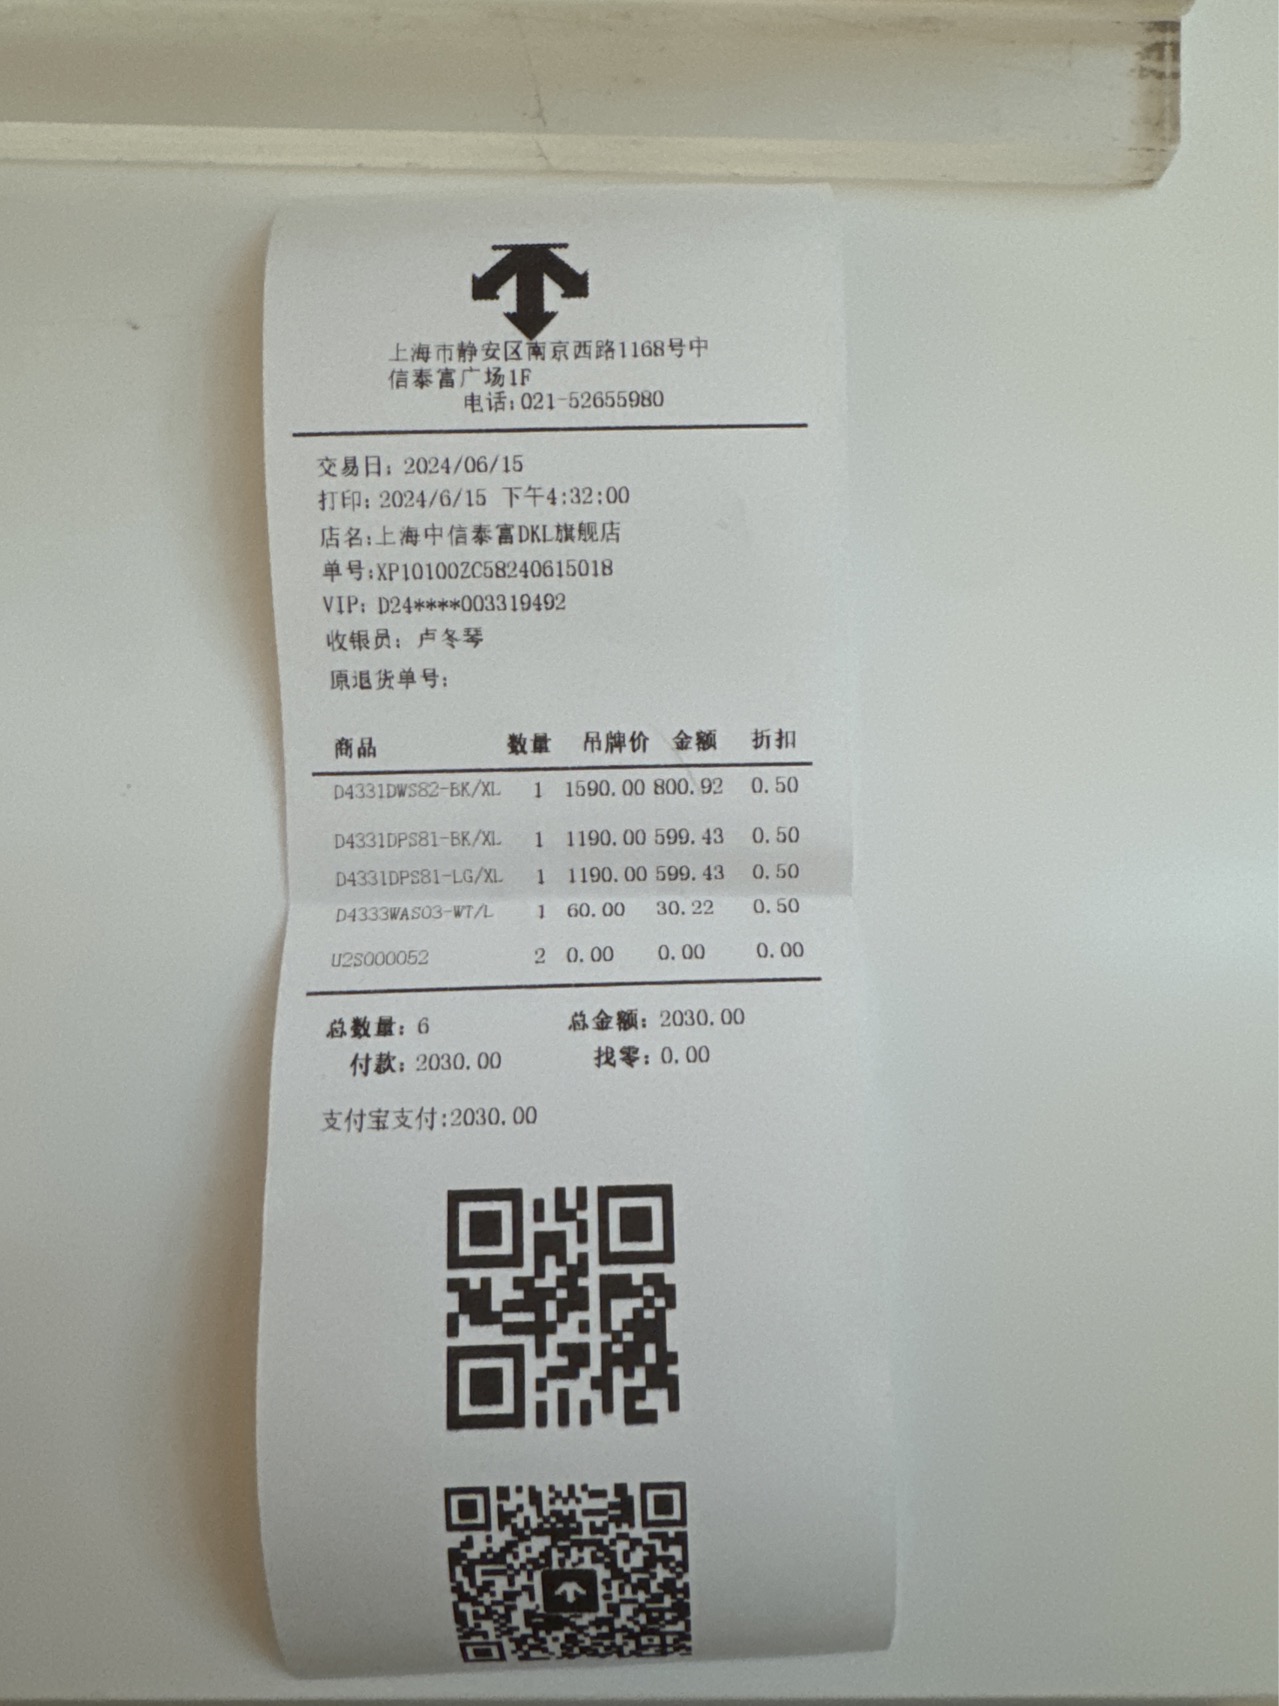 上海市静安区南京西路1168号中
信泰富广场1F
电话:021-52655980
交易日: 2024/06/15
打印: 2024/6/15 下午4:32:00
店名:上海中信泰富DKL旗舰店
单号:XP10100ZC58240615018
VIP: D24****003319492
收银员: 卢冬琴
原退货单号:
商品 数量 吊牌价 金额 折扣
D4331DWS82-BK/XL 1 1590.00 800.92 0.50
D4331DPS81-BK/XL 1 1190.00 599.43 0.50
D4331DPS81-LG/XL 1 1190.00 599.43 0.50
D4333WAS03-WT/L 1 60.00 30.22 0.50
U2S000052 2 0.00 0.00 0.00
总数量: 6 总金额: 2030.00
付款: 2030.00 找零: 0.00
支付宝支付:2030.00